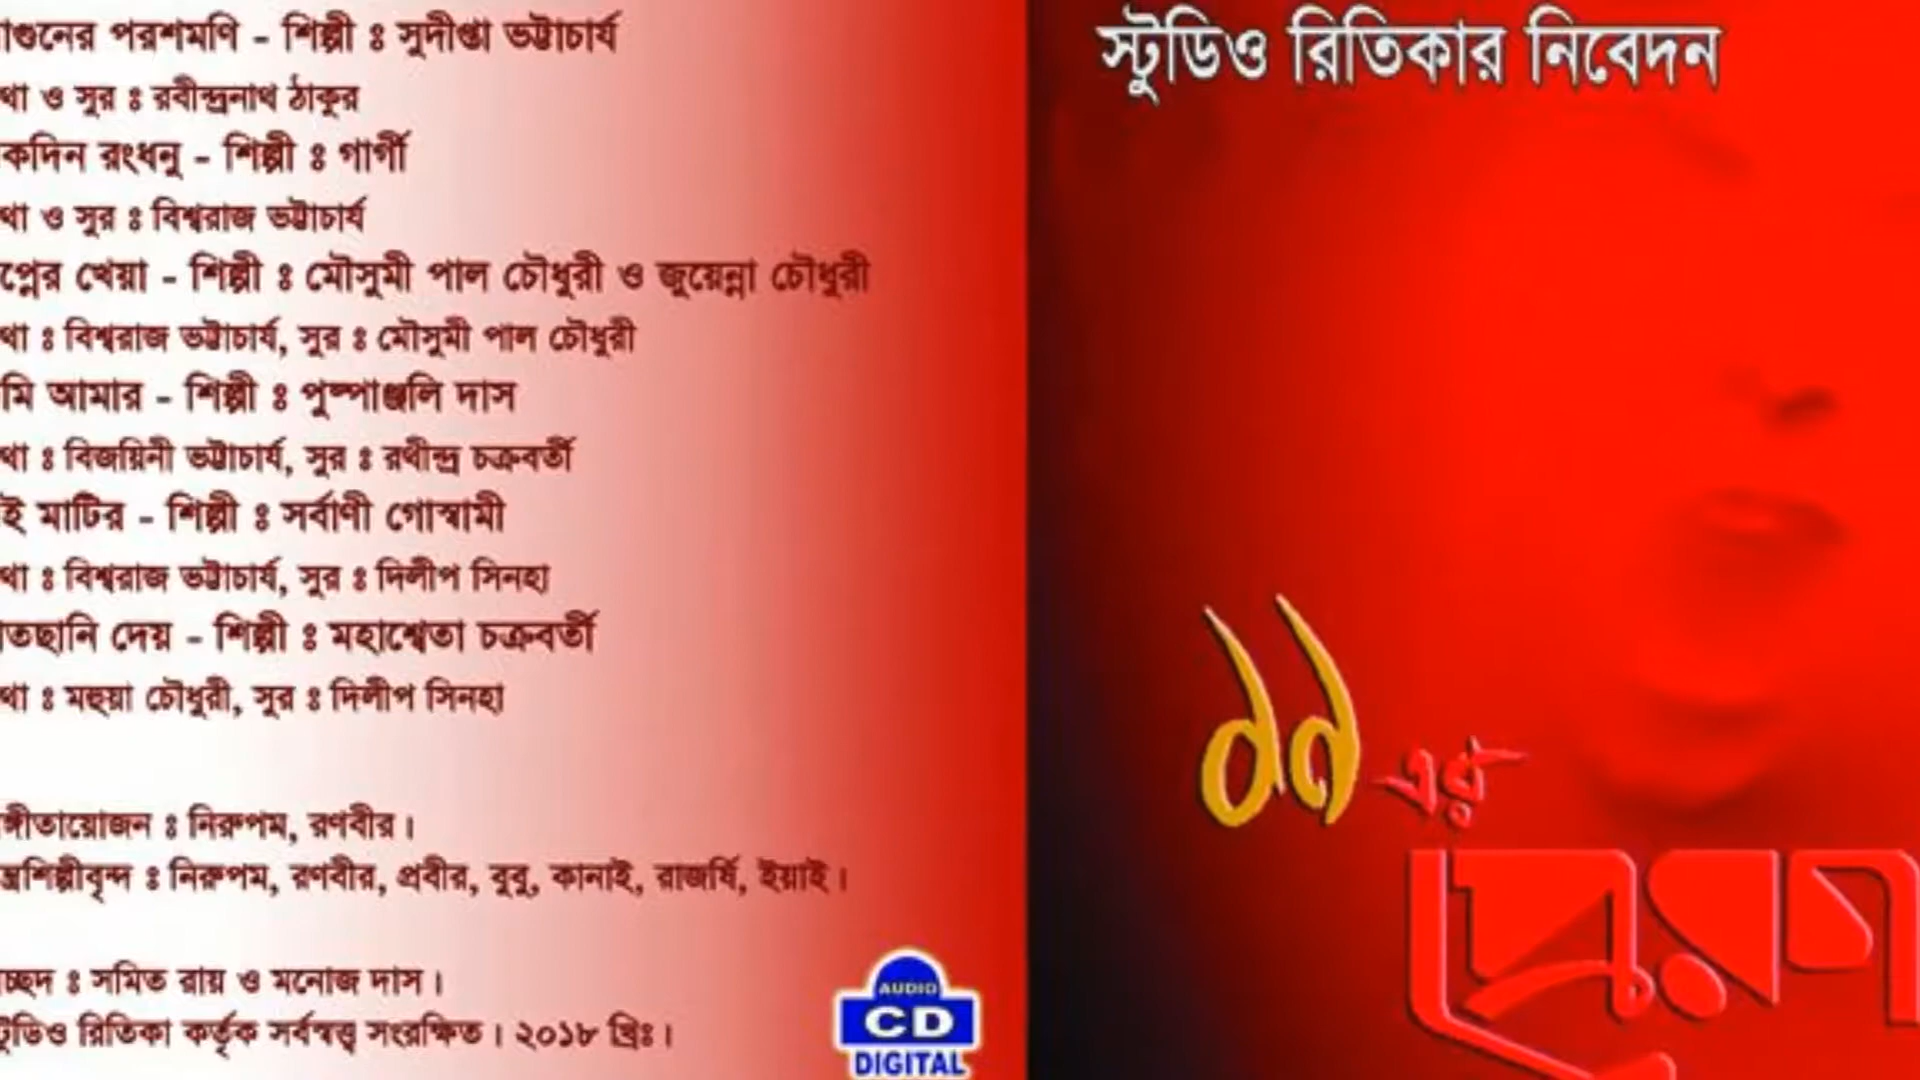 াগুনের পরশমণি - শিল্পী ঃ সুদীপ্তা ভট্টাচার্য
থা ও সুর ঃ রবীন্দ্রনাথ ঠাকুর
কদিন রংধনু - শিল্পী ঃ গার্গী
থা ও সুর ঃ বিশ্বরাজ ভট্টাচার্য
প্নের খেয়া - শিল্পী ঃ মৌসুমী পাল চৌধুরী ও জুয়েন্না চৌধুরী
থা ঃ বিশ্বরাজ ভট্টাচার্য, সুর ঃ মৌসুমী পাল চৌধুরী
মি আমার - শিল্পী ঃ পুষ্পাঞ্জলি দাস
থা ঃ বিজয়িনী ভট্টাচার্য, সুর ঃ রথীন্দ্র চক্রবর্তী
ই মাটির - শিল্পী ঃ সর্বাণী গোস্বামী
থা ঃ বিশ্বরাজ ভট্টাচার্য, সুর ঃ দিলীপ সিনহা
াতছানি দেয় - শিল্পী ঃ মহাশ্বেতা চক্রবর্তী
থা ঃ মহুয়া চৌধুরী, সুর ঃ দিলীপ সিনহা
ঙ্গীতায়োজন ঃ নিরুপম, রণবীর।
ন্ত্রশিল্পীবৃন্দ ঃ নিরুপম, রণবীর, প্রবীর, বুবু, কানাই, রাজর্ষি, ইয়াই।
চ্ছদ ঃ সমিত রায় ও মনোজ দাস।
টুডিও রিতিকা কর্তৃক সর্বস্বত্ত্ব সংরক্ষিত। ২০১৮ খ্রিঃ।
AUDIO
CD
DIGITAL
স্টুডিও রিতিকার নিবেদন
১৯ এর
প্রেরণ